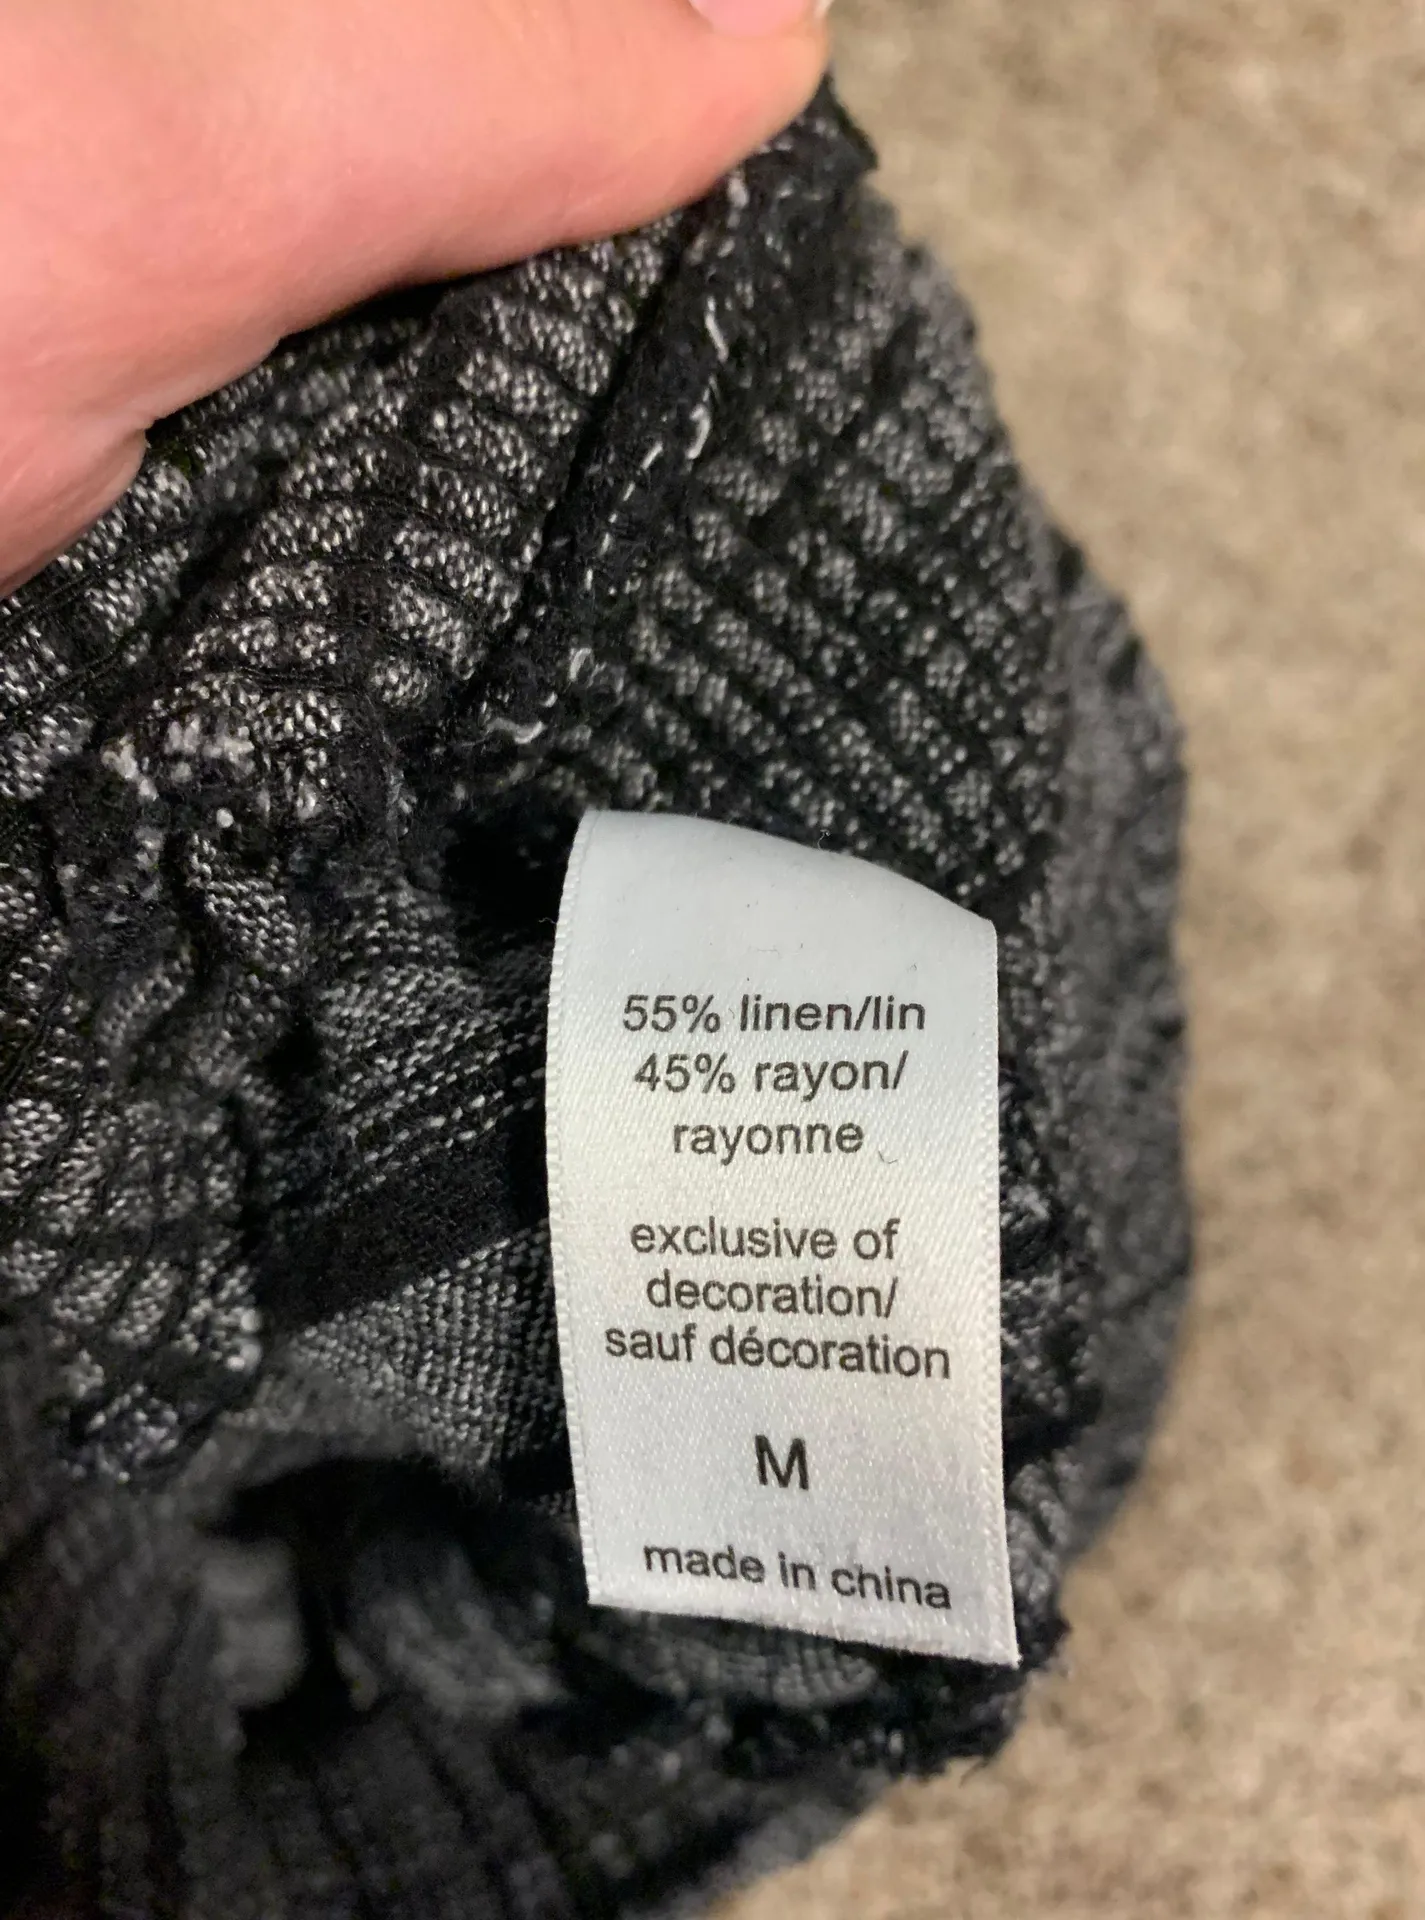 55% linen/lin
45% rayon/
rayonne
exclusive of
decoration/
sauf décoration
M
made in china